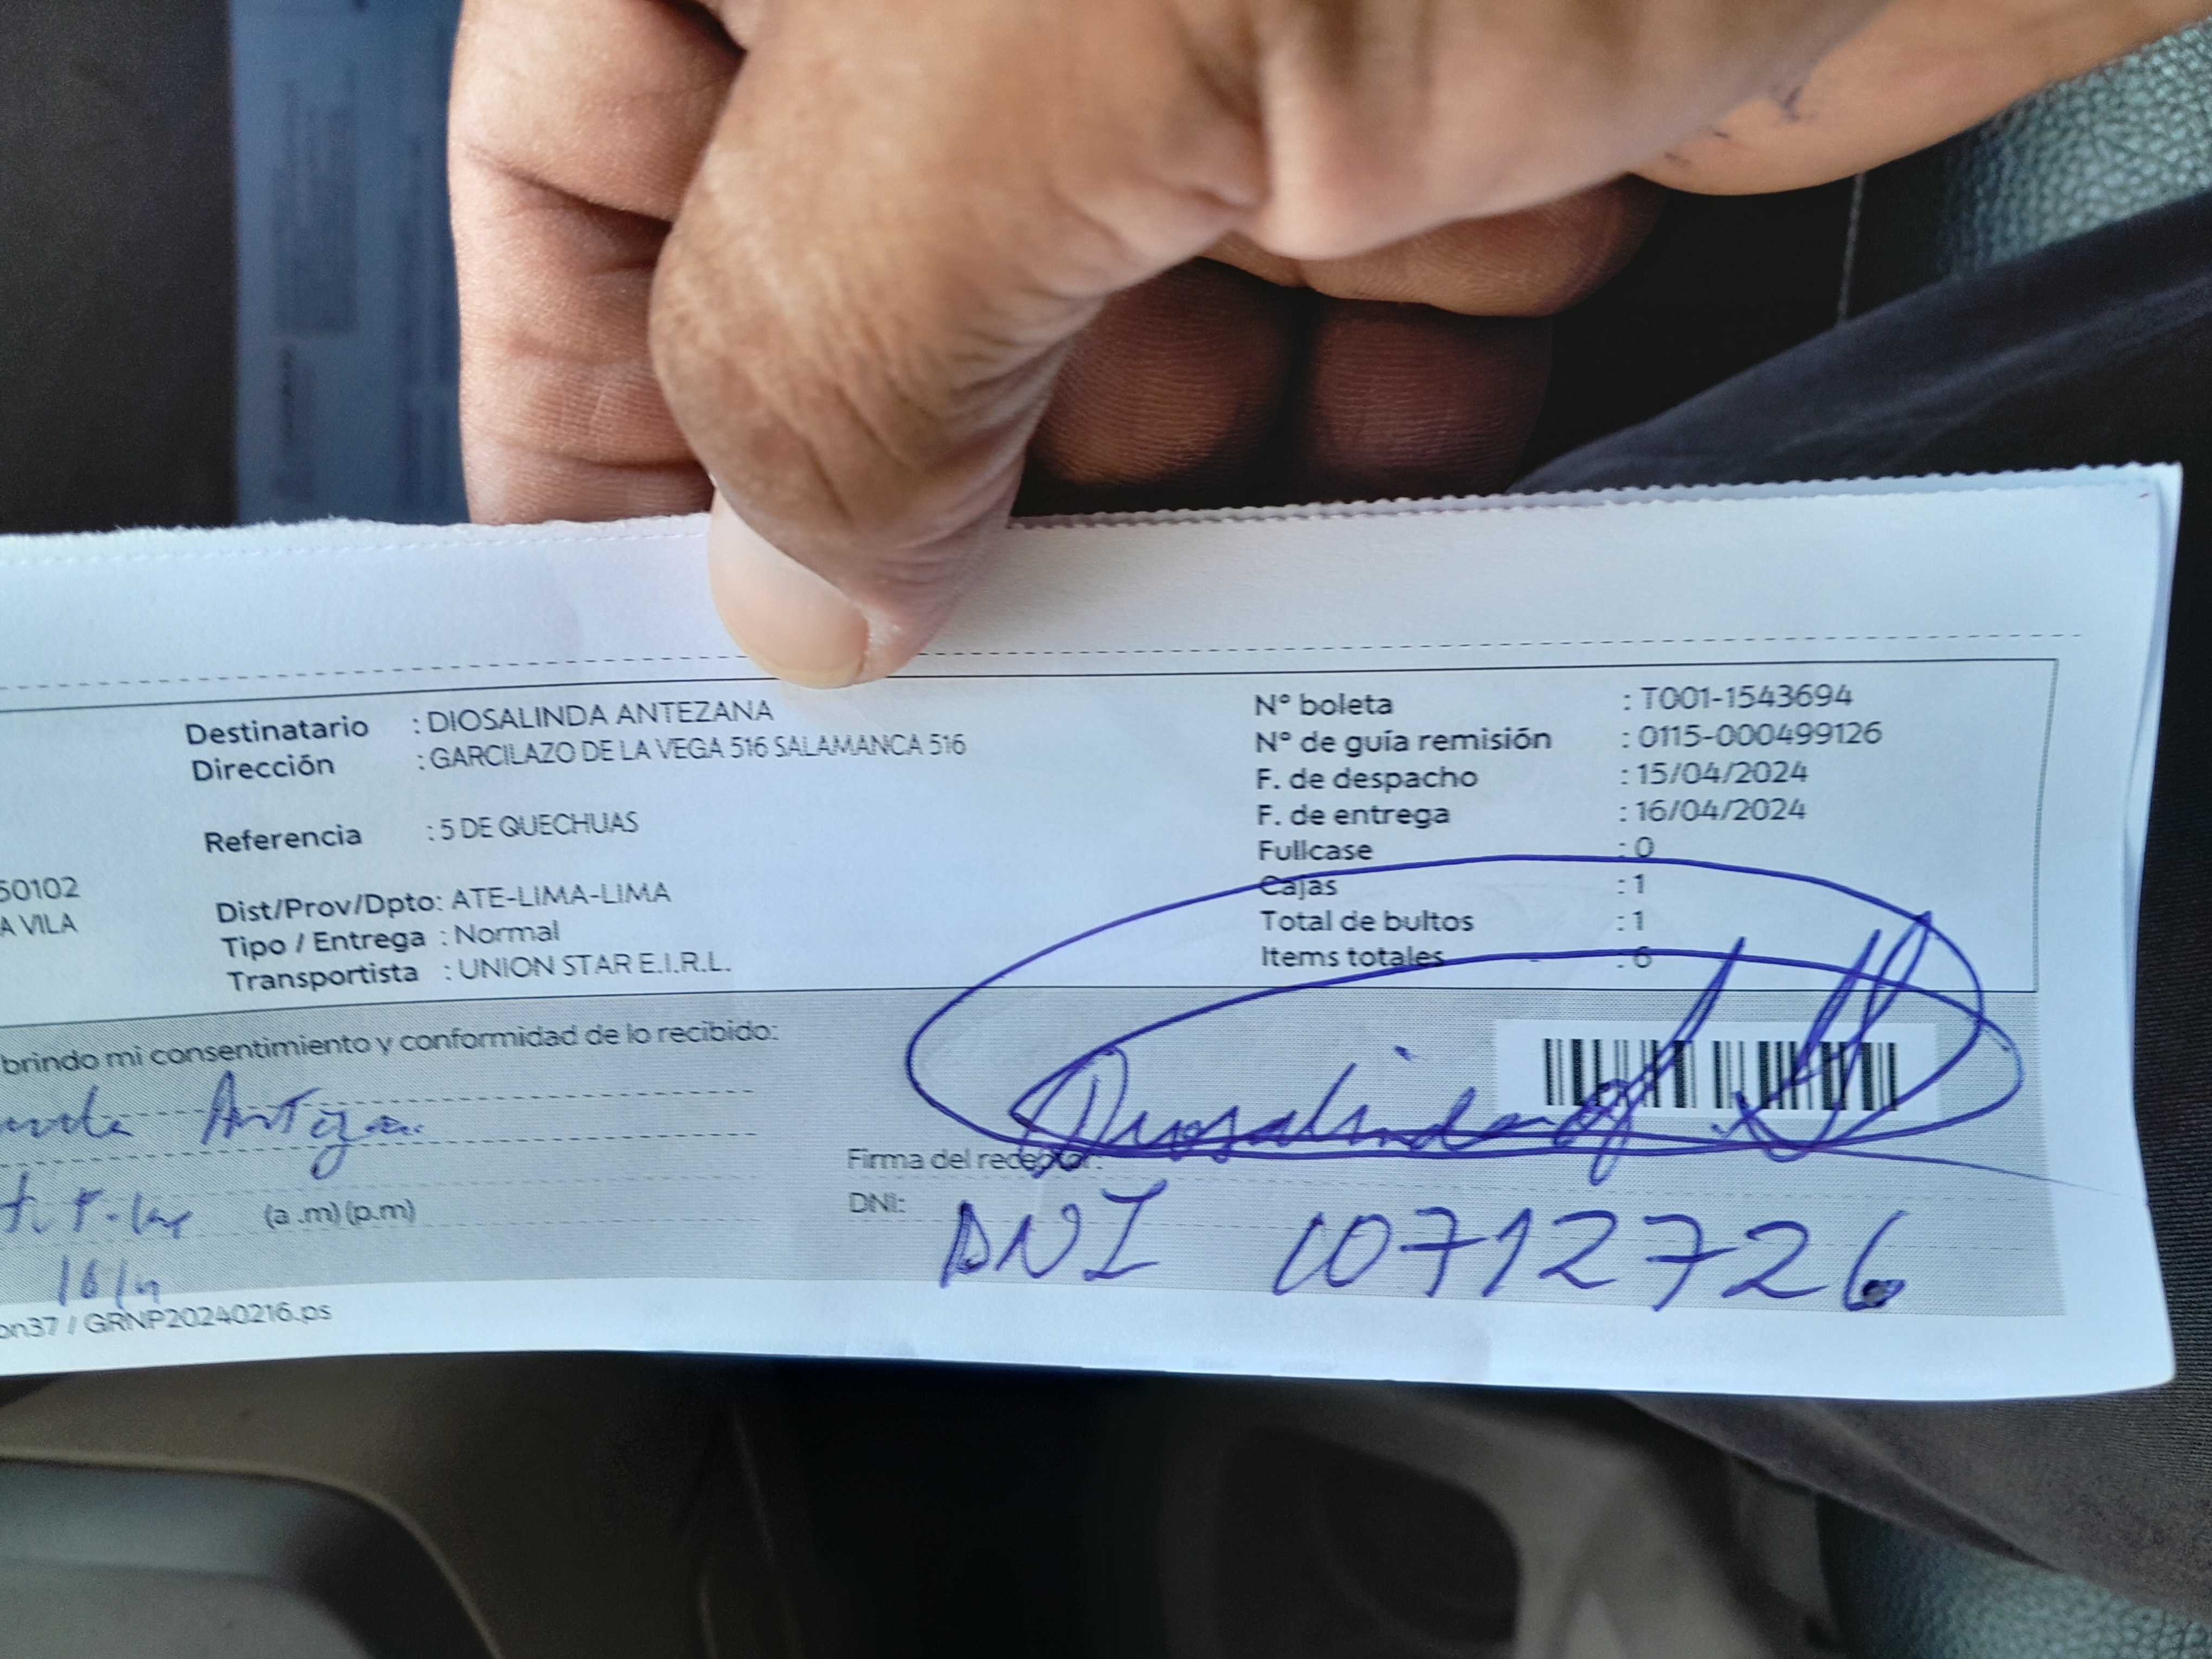 Destinatario : DIOSALINDA ANTEZANA
Dirección : GARCILAZO DE LA VEGA 516 SALAMANCA 516
Referencia : 5 DE QUECHUAS
50102
A VILA
Dist/Prov/Dpto: ATE-LIMA-LIMA
Tipo / Entrega : Normal
Transportista : UNION STAR E.I.R.L.
Nº boleta : T001-1543694
Nº de guía remisión : 0115-000499126
F. de despacho : 15/04/2024
F. de entrega : 16/04/2024
Fullcase : 0
Cajas : 1
Total de bultos : 1
Items totales : 6
brindo mi consentimiento y conformidad de lo recibido:
(a .m) (p.m)
Diosalinda
Firma del receptor:
DNI:
DNI 10712726
on37 / GRNP20240216.ps